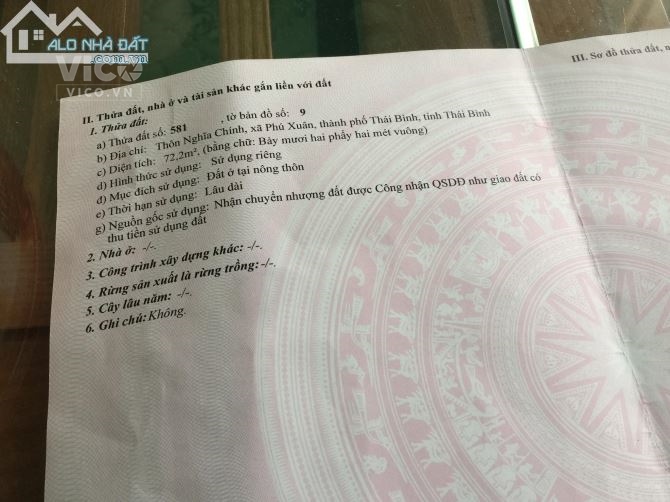 ALO NHÀ ĐẤT
.com.vn
VICO
VICO.VN
III. Sơ đồ thửa đất,
II. Thửa đất, nhà ở và tài sản khác gắn liền với đất
1. Thửa đất:
a) Thửa đất số: 581 , tờ bản đồ số: 9
b) Địa chỉ: Thôn Nghĩa Chính, xã Phú Xuân, thành phố Thái Bình, tỉnh Thái Bình
c) Diện tích: 72,2m², (bằng chữ: Bảy mươi hai phẩy hai mét vuông)
d) Hình thức sử dụng: Sử dụng riêng
đ) Mục đích sử dụng: Đất ở tại nông thôn
e) Thời hạn sử dụng: Lâu dài
g) Nguồn gốc sử dụng: Nhận chuyển nhượng đất được Công nhận QSDĐ như giao đất có
thu tiền sử dụng đất
2. Nhà ở: -/-.
3. Công trình xây dựng khác: -/-.
4. Rừng sản xuất là rừng trồng: -/-.
5. Cây lâu năm: -/-.
6. Ghi chú: Không.